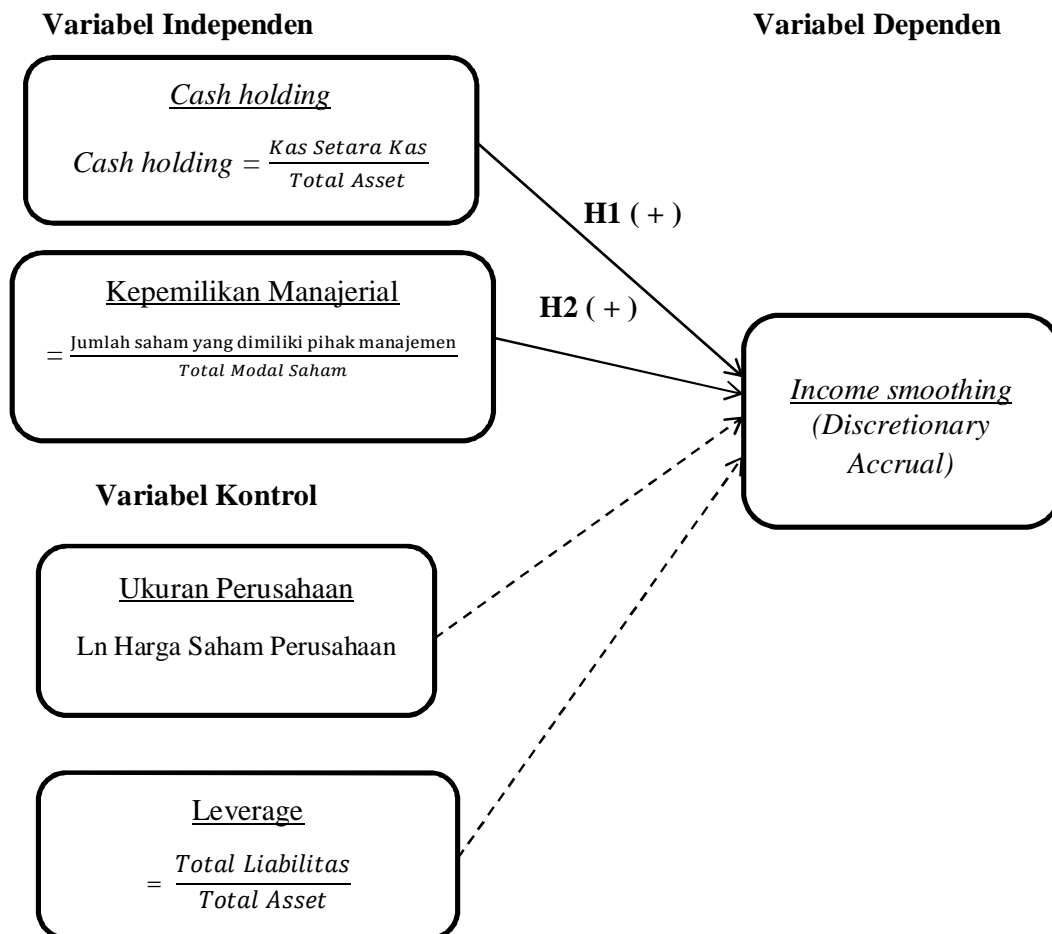 Variabel Independen
Variabel Dependen
Cash holding
Cash holding = Kas Setara Kas / Total Asset
H1 ( + )
Kepemilikan Manajerial
= Jumlah saham yang dimiliki pihak manajemen / Total Modal Saham
H2 ( + )
Income smoothing
(Discretionary
Accrual)
Variabel Kontrol
Ukuran Perusahaan
Ln Harga Saham Perusahaan
Leverage
= Total Liabilitas / Total Asset